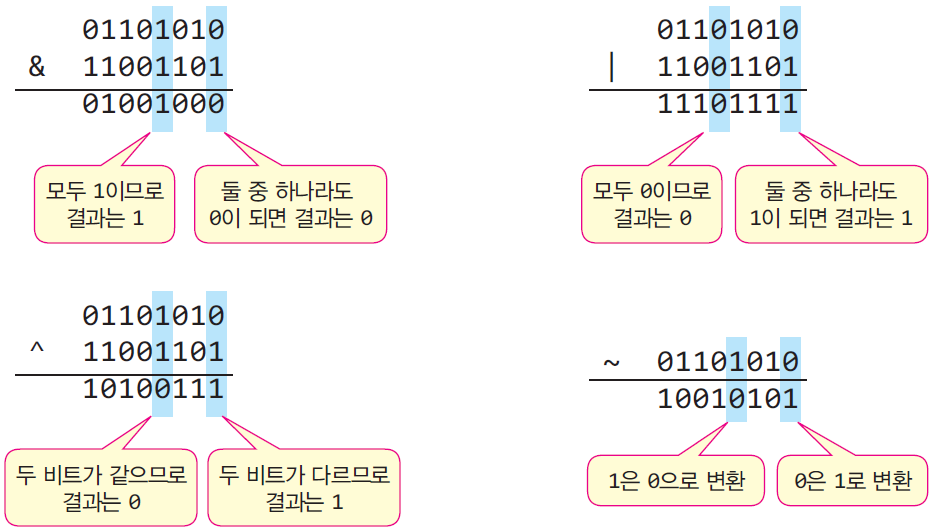 01101010
& 11001101
01001000
모두 1이므로
결과는 1
둘 중 하나라도
0이 되면 결과는 0
01101010
| 11001101
11101111
모두 0이므로
결과는 0
둘 중 하나라도
1이 되면 결과는 1
01101010
^ 11001101
10100111
두 비트가 같으므로
결과는 0
두 비트가 다르므로
결과는 1
~ 01101010
10010101
1은 0으로 변환
0은 1로 변환